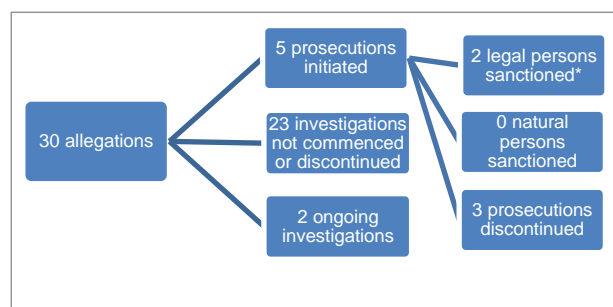 30 allegations
5 prosecutions
initiated
23 investigations
not commenced
or discontinued
2 ongoing
investigations
2 legal persons
sanctioned*
0 natural
persons
sanctioned
3 prosecutions
discontinued